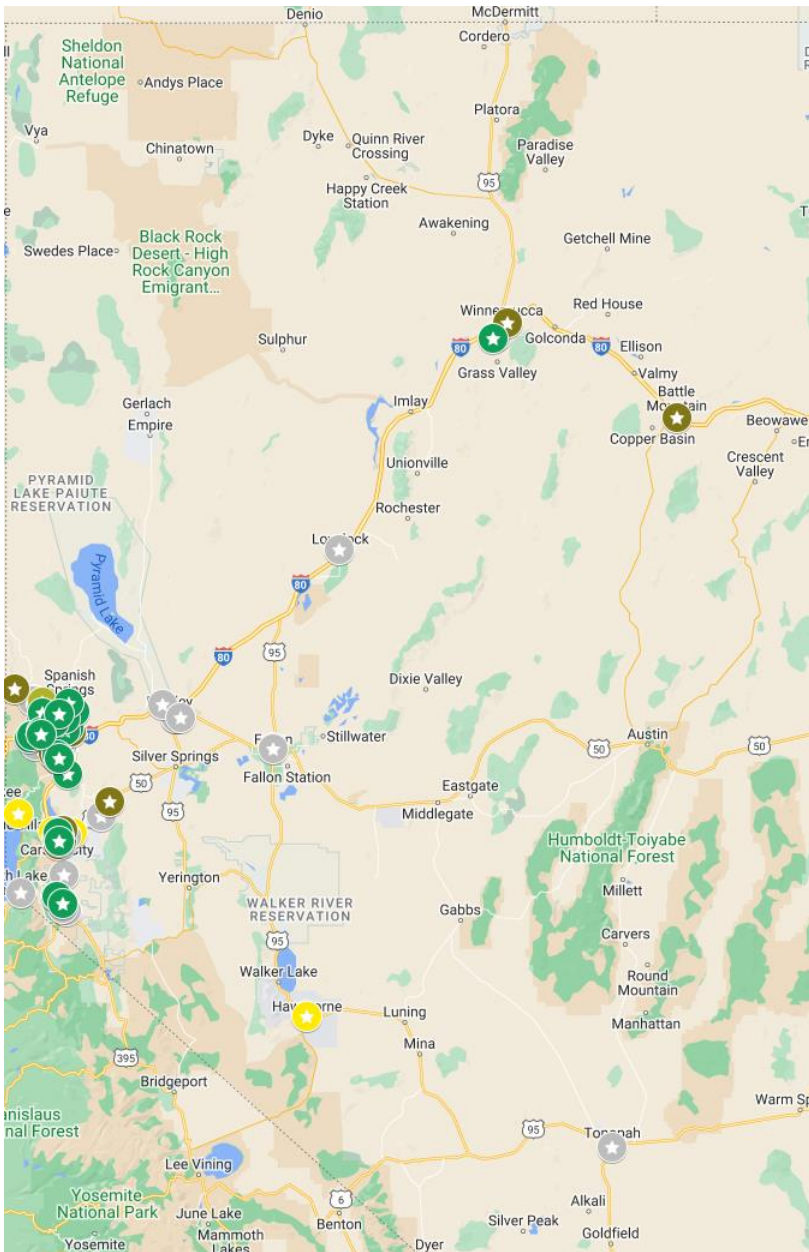 Denio
McDermitt
Cordero
Sheldon
National
Antelope
Refuge
Andys Place
Platora
Vya
Dyke
Quinn River
Crossing
Chinatown
Paradise
Valley
Happy Creek
Station
95
Awakening
Getchell Mine
Swedes Place
Black Rock
Desert - High
Rock Canyon
Emigrant...
Red House
Golconda
Sulphur
80
80
Ellison
Grass Valley
Valmy
Battle
Imlay
Gerlach
Empire
Copper Basin
Beowawe
Unionville
Crescent
Valley
PYRAMID
LAKE PAIUTE
RESERVATION
Rochester
Pyramid Lake
80
95
80
Spanish
Dixie Valley
80
Stillwater
Silver Springs
Fallon Station
50
Austin
50
50
95
Eastgate
Middlegate
Humboldt-Toiyabe
National Forest
Yerington
WALKER RIVER
RESERVATION
Millett
Gabbs
95
Carvers
Walker Lake
Round
Mountain
Luning
Manhattan
Mina
395
Bridgeport
Warm Sp
anislaus
nal Forest
95
Lee Vining
6
Yosemite
National Park
June Lake
Benton
Alkali
Silver Peak
Mammoth
Lakes
Yosemite
Dyer
Goldfield